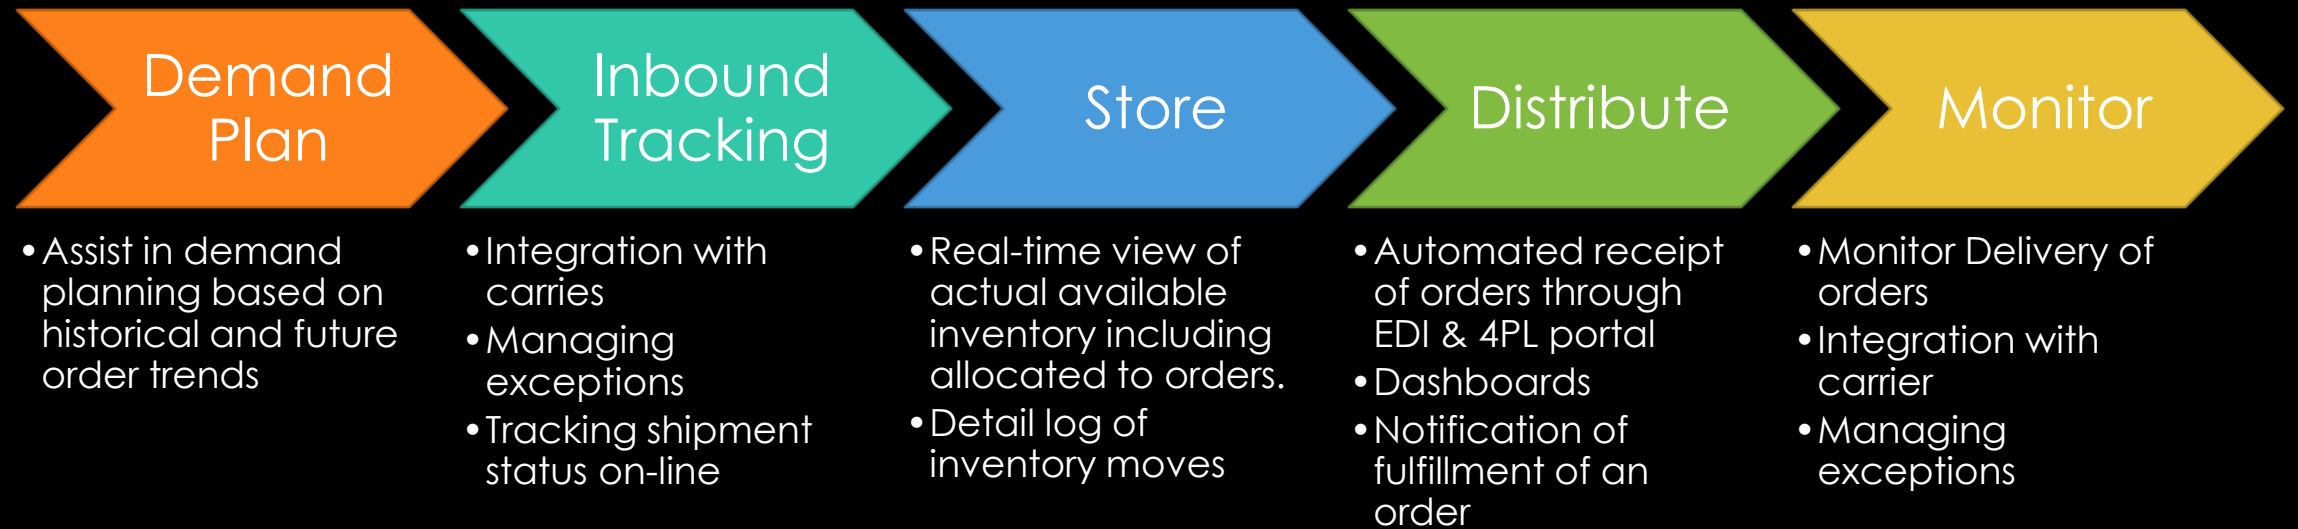 Demand
Plan
•Assist in demand
planning based on
historical and future
order trends
Inbound
Tracking
•Integration with
carries
•Managing
exceptions
•Tracking shipment
status on-line
Store
•Real-time view of
actual available
inventory including
allocated to orders.
•Detail log of
inventory moves
Distribute
•Automated receipt
of orders through
EDI & 4PL portal
•Dashboards
•Notification of
fulfillment of an
order
Monitor
•Monitor Delivery of
orders
•Integration with
carrier
•Managing
exceptions